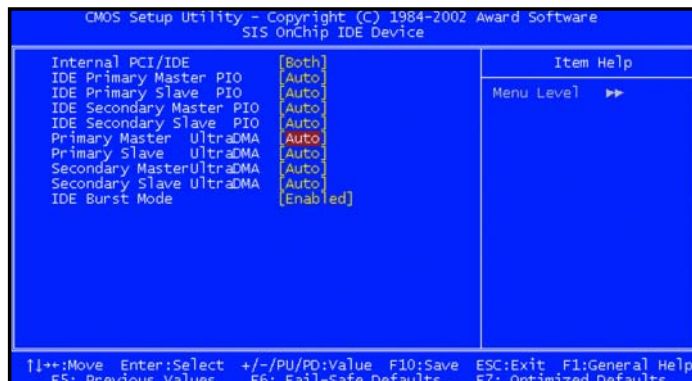 CMOS Setup Utility – Copyright (C) 1984-2002 Award Software
SIS OnChip IDE Device
Internal PCI/IDE [Both]
IDE Primary Master PIO [Auto]
IDE Primary Slave PIO [Auto]
IDE Secondary Master PIO [Auto]
IDE Secondary Slave PIO [Auto]
Primary Master UltraDMA [Auto]
Primary Slave UltraDMA [Auto]
Secondary MasterUltraDMA [Auto]
Secondary Slave UltraDMA [Auto]
IDE Burst Mode [Enabled]
Item Help
Menu Level ▸▸
↑↓→←:Move Enter:Select +/-/PU/PD:Value F10:Save ESC:Exit F1:General Help
F5: Previous Values F6: Fail-Safe Defaults F7: Optimized Defaults